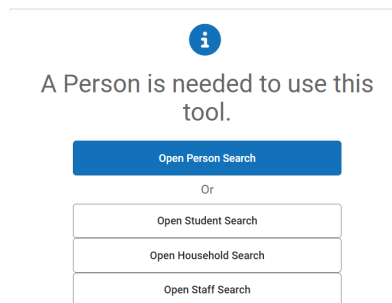 A Person is needed to use this
tool.
Open Person Search
Or
Open Student Search
Open Household Search
Open Staff Search